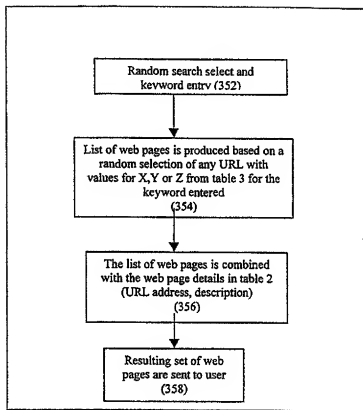 Random search select and
keyword entry (352)
List of web pages is produced based on a
random selection of any URL with
values for X,Y or Z from table 3 for the
keyword entered
(354)
The list of web pages is combined
with the web page details in table 2
(URL address, description)
(356)
Resulting set of web
pages are sent to user
(358)